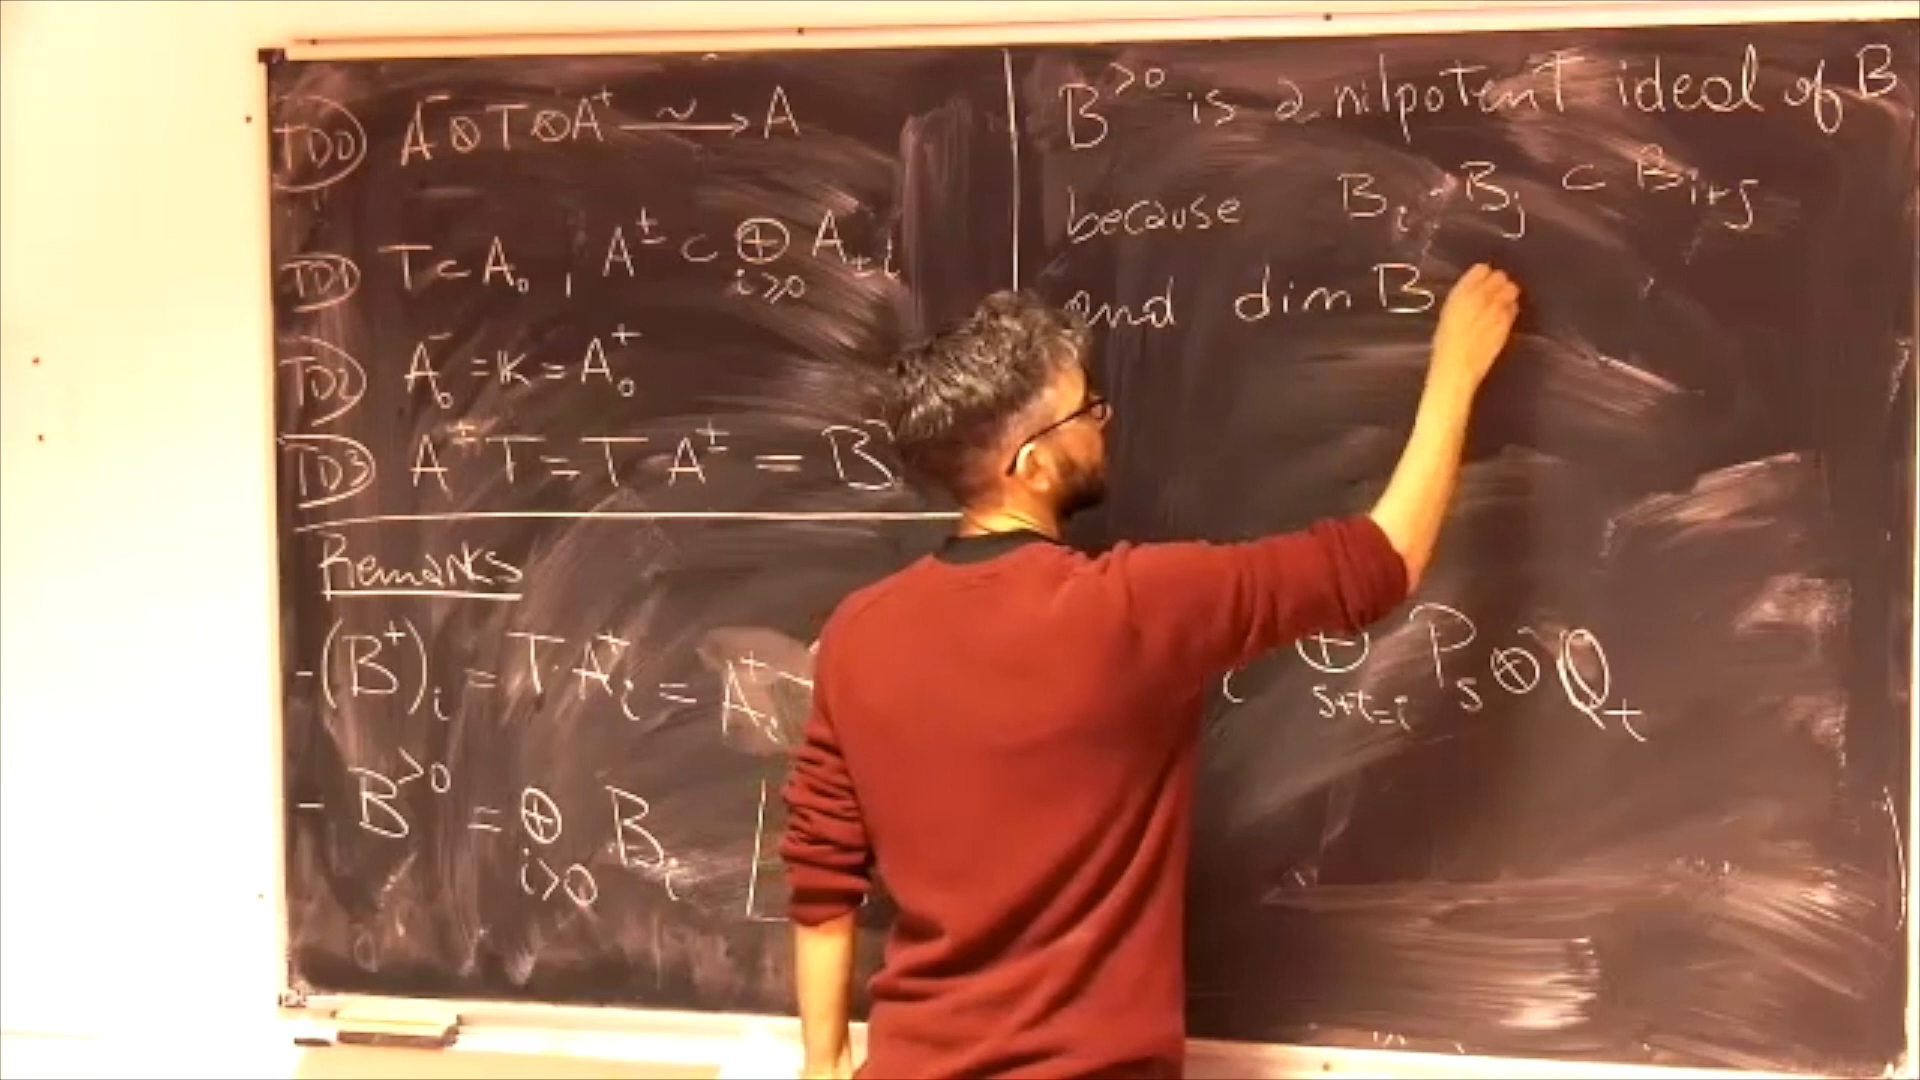 TD0 A⁻ ⊗ T ⊗ A⁺ ~→ A
TD1 T ⊂ A₀ , A^± ⊂ ⊕_{i≥0} A_{±i}
TD2 A⁻₀ = K = A⁺₀
TD3 A^± T = T A^± = B
Remarks
- (B⁺)_i = T · A⁺_i = A⁺
- B^{>0} = ⊕_{i>0} B_i
B^{>0} is a nilpotent ideal of B
because B_i · B_j ⊂ B_{i+j}
and dim B
⊕_{s+t=i} P_s ⊗ Q_t